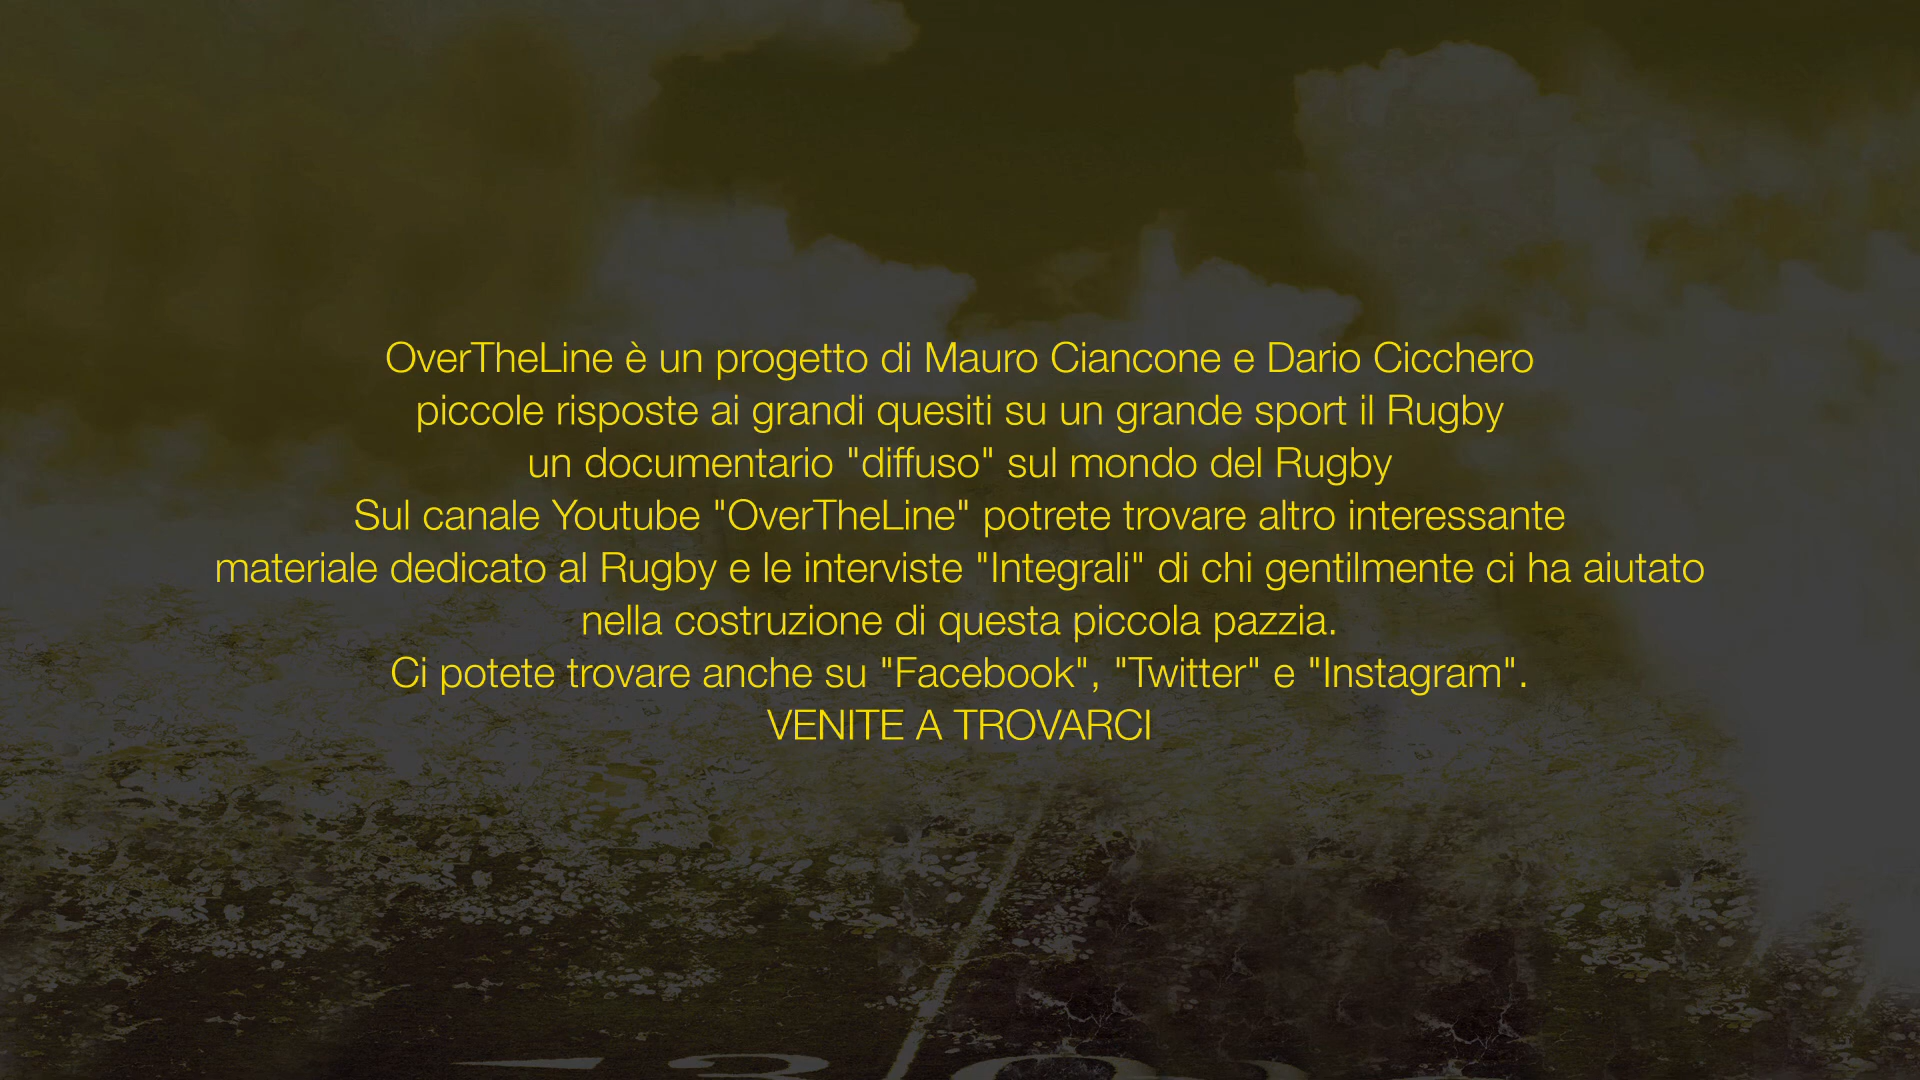 OverTheLine è un progetto di Mauro Ciancone e Dario Cicchero
piccole risposte ai grandi quesiti su un grande sport il Rugby
un documentario "diffuso" sul mondo del Rugby
Sul canale Youtube "OverTheLine" potrete trovare altro interessante
materiale dedicato al Rugby e le interviste "Integrali" di chi gentilmente ci ha aiutato
nella costruzione di questa piccola pazzia.
Ci potete trovare anche su "Facebook", "Twitter" e "Instagram".
VENITE A TROVARCI